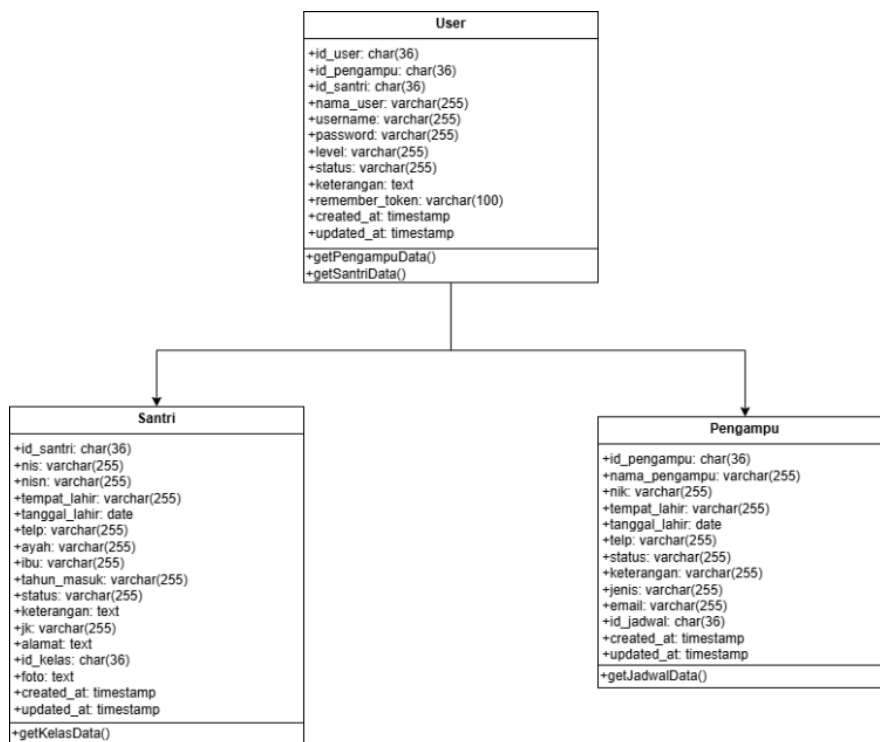 User
+id_user: char(36)
+id_pengampu: char(36)
+id_santri: char(36)
+nama_user: varchar(255)
+username: varchar(255)
+password: varchar(255)
+level: varchar(255)
+status: varchar(255)
+keterangan: text
+remember_token: varchar(100)
+created_at: timestamp
+updated_at: timestamp
+getPengampuData()
+getSantriData()
Santri
+id_santri: char(36)
+nis: varchar(255)
+nisn: varchar(255)
+tempat_lahir: varchar(255)
+tanggal_lahir: date
+telp: varchar(255)
+ayah: varchar(255)
+ibu: varchar(255)
+tahun_masuk: varchar(255)
+status: varchar(255)
+keterangan: text
+jk: varchar(255)
+alamat: text
+id_kelas: char(36)
+foto: text
+created_at: timestamp
+updated_at: timestamp
+getKelasData()
Pengampu
+id_pengampu: char(36)
+nama_pengampu: varchar(255)
+nik: varchar(255)
+tempat_lahir: varchar(255)
+tanggal_lahir: date
+telp: varchar(255)
+status: varchar(255)
+keterangan: varchar(255)
+jenis: varchar(255)
+email: varchar(255)
+id_jadwal: char(36)
+created_at: timestamp
+updated_at: timestamp
+getJadwalData()